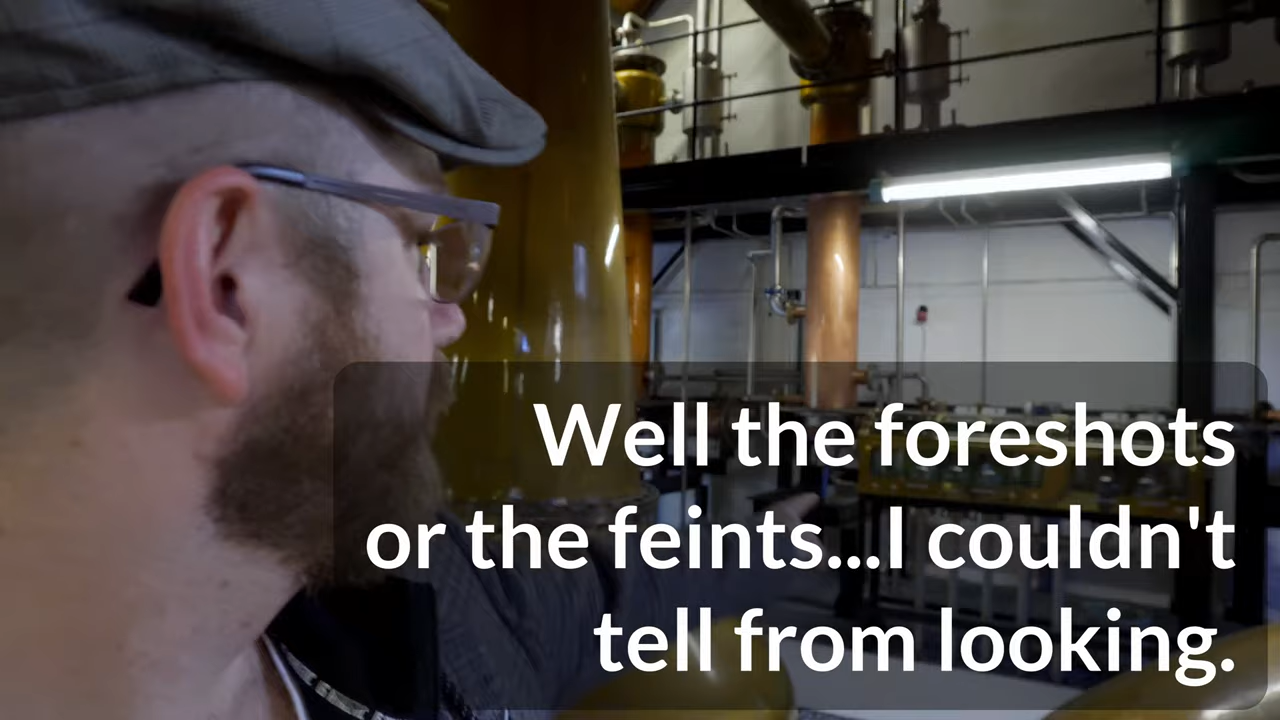 Well the foreshots
or the feints...I couldn't
tell from looking.